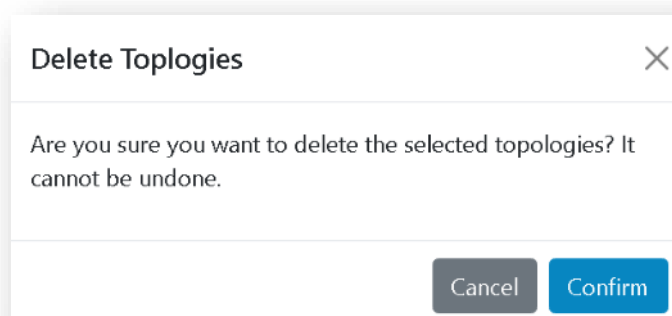 Delete Toplogies
Are you sure you want to delete the selected topologies? It
cannot be undone.
Cancel Confirm